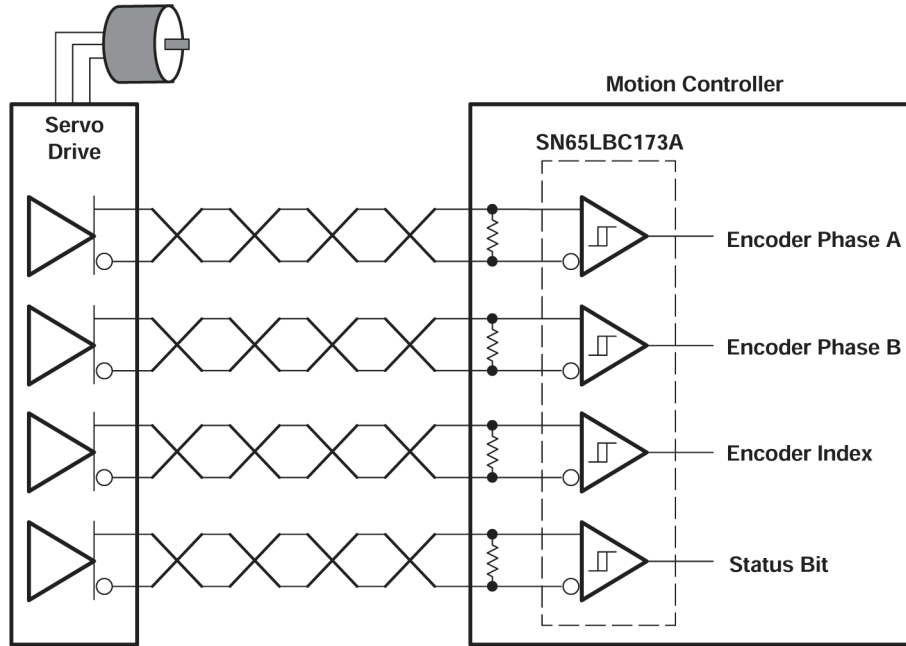 Motion Controller
Servo
Drive
SN65LBC173A
Encoder Phase A
Encoder Phase B
Encoder Index
Status Bit